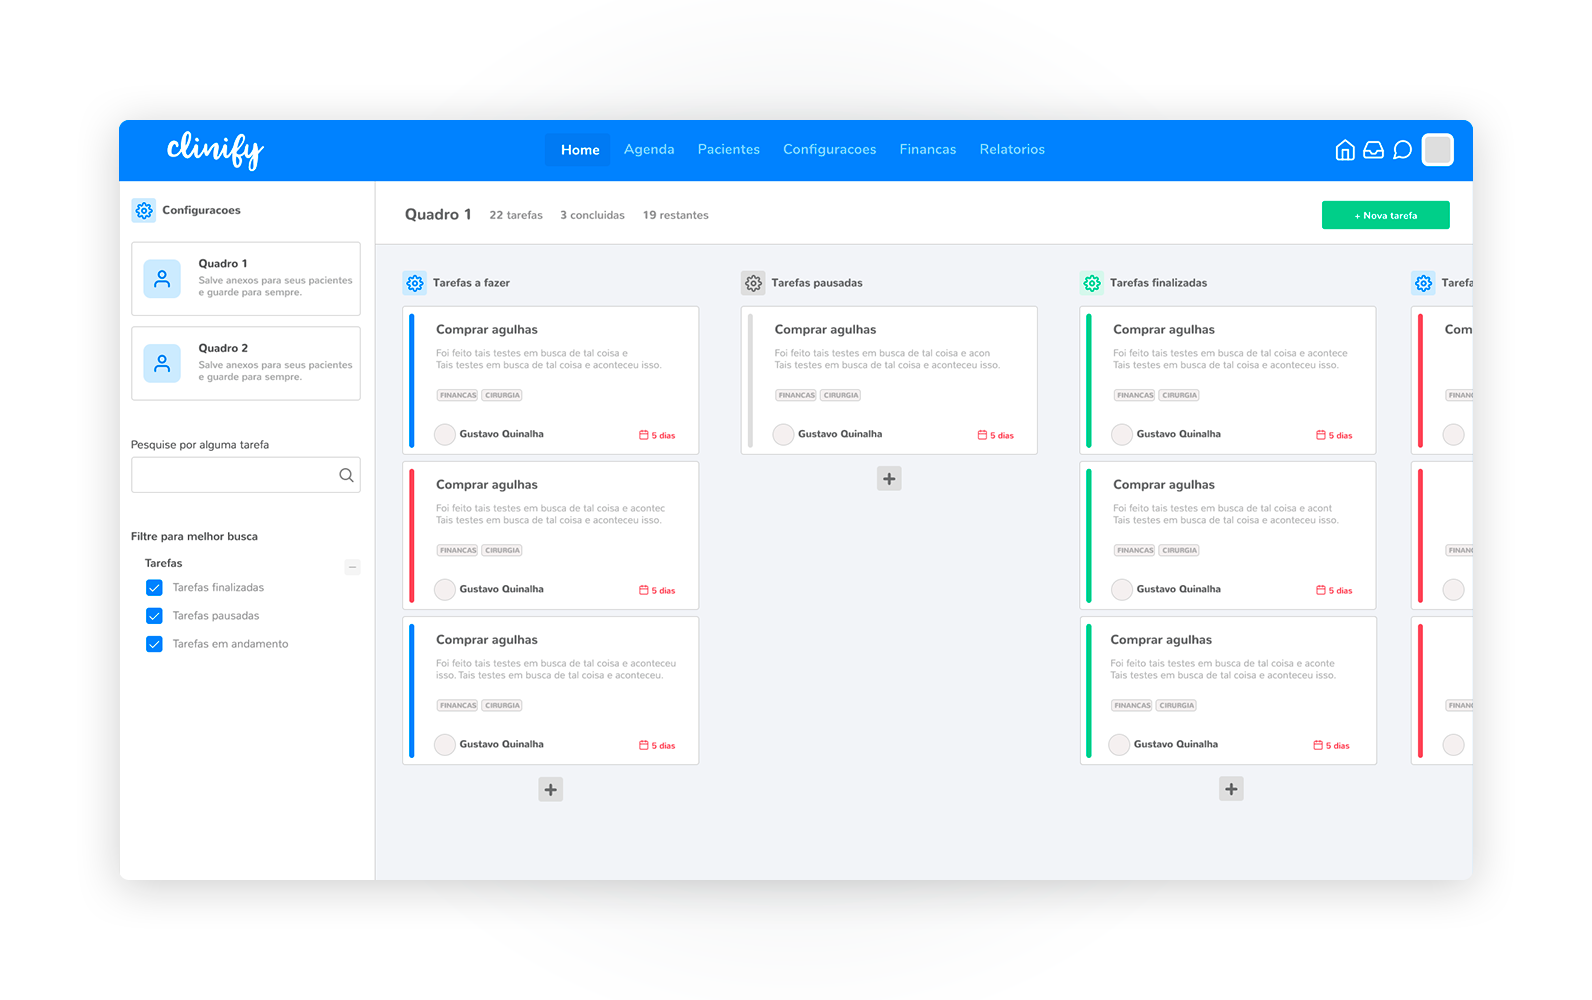 clinify
Home Agenda Pacientes Configuracoes Financas Relatorios
Configuracoes
Quadro 1
Salve anexos para seus pacientes
e guarde para sempre.
Quadro 2
Salve anexos para seus pacientes
e guarde para sempre.
Pesquise por alguma tarefa
Filtre para melhor busca
Tarefas
Tarefas finalizadas
Tarefas pausadas
Tarefas em andamento
Quadro 1 22 tarefas 3 concluidas 19 restantes
+ Nova tarefa
Tarefas a fazer
Comprar agulhas
Foi feito tais testes em busca de tal coisa e
Tais testes em busca de tal coisa e aconteceu isso.
FINANCAS CIRURGIA
Gustavo Quinalha 5 dias
Comprar agulhas
Foi feito tais testes em busca de tal coisa e acontec
Tais testes em busca de tal coisa e aconteceu isso.
FINANCAS CIRURGIA
Gustavo Quinalha 5 dias
Comprar agulhas
Foi feito tais testes em busca de tal coisa e aconteceu
isso. Tais testes em busca de tal coisa e aconteceu.
FINANCAS CIRURGIA
Gustavo Quinalha 5 dias
Tarefas pausadas
Comprar agulhas
Foi feito tais testes em busca de tal coisa e acon
Tais testes em busca de tal coisa e aconteceu isso.
FINANCAS CIRURGIA
Gustavo Quinalha 5 dias
Tarefas finalizadas
Comprar agulhas
Foi feito tais testes em busca de tal coisa e acontece
Tais testes em busca de tal coisa e aconteceu isso.
FINANCAS CIRURGIA
Gustavo Quinalha 5 dias
Comprar agulhas
Foi feito tais testes em busca de tal coisa e acont
Tais testes em busca de tal coisa e aconteceu isso.
FINANCAS CIRURGIA
Gustavo Quinalha 5 dias
Comprar agulhas
Foi feito tais testes em busca de tal coisa e aconte
Tais testes em busca de tal coisa e aconteceu isso.
FINANCAS CIRURGIA
Gustavo Quinalha 5 dias
Tarefa
Com
FINANC
FINANC
FINANC